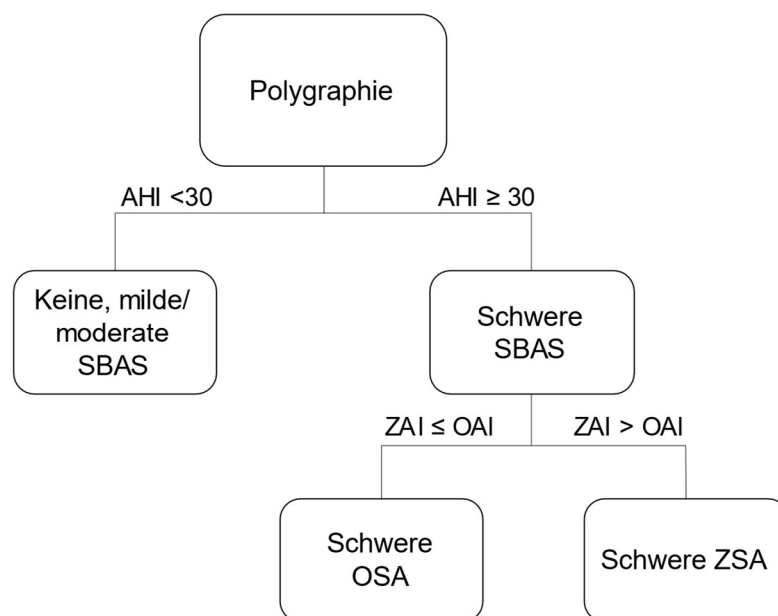 Polygraphie
AHI <30
AHI ≥ 30
Keine, milde/
moderate
SBAS
Schwere
SBAS
ZAI ≤ OAI
ZAI > OAI
Schwere
OSA
Schwere ZSA